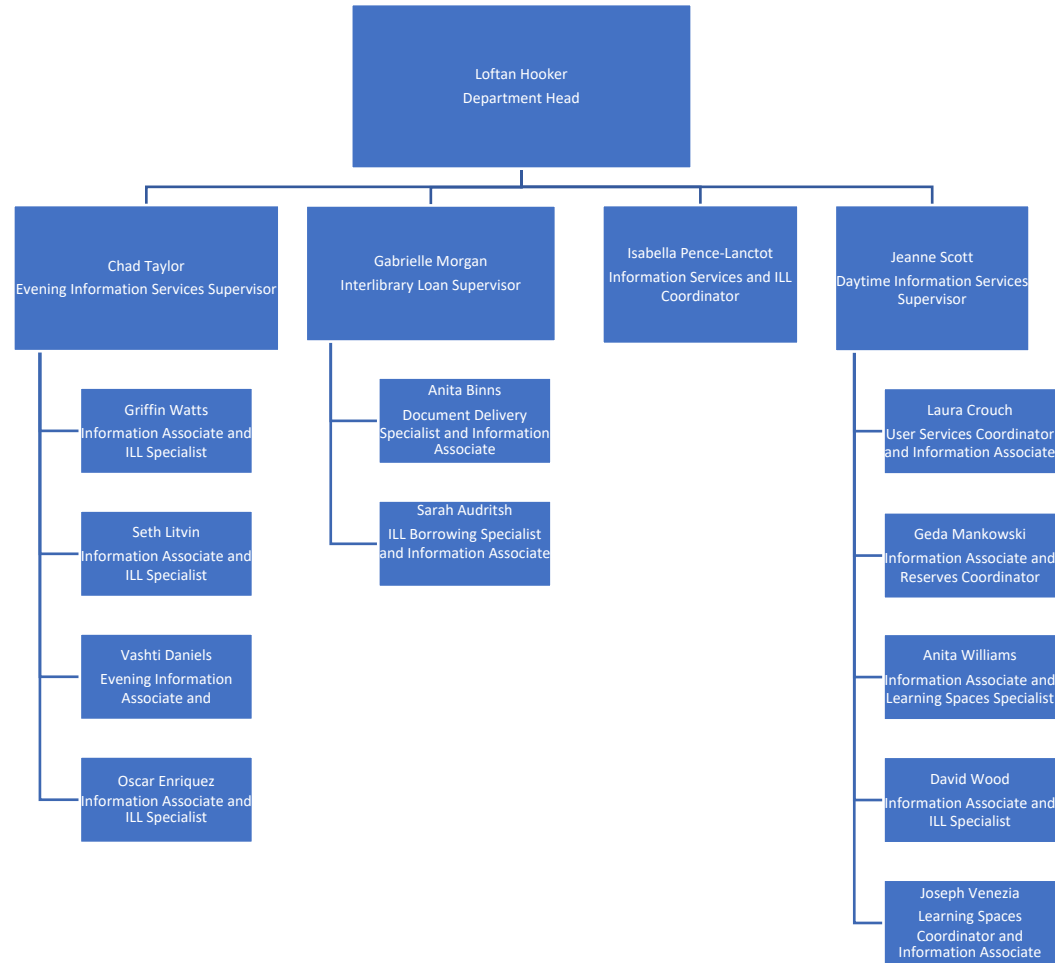 Loftan Hooker
Department Head
Chad Taylor
Evening Information Services Supervisor
Gabrielle Morgan
Interlibrary Loan Supervisor
Isabella Pence-Lanctot
Information Services and ILL
Coordinator
Jeanne Scott
Daytime Information Services
Supervisor
Griffin Watts
Information Associate and
ILL Specialist
Seth Litvin
Information Associate and
ILL Specialist
Vashti Daniels
Evening Information
Associate and
Oscar Enriquez
Information Associate and
ILL Specialist
Anita Binns
Document Delivery
Specialist and Information
Associate
Sarah Audritsh
ILL Borrowing Specialist
and Information Associate
Laura Crouch
User Services Coordinator
and Information Associate
Geda Mankowski
Information Associate and
Reserves Coordinator
Anita Williams
Information Associate and
Learning Spaces Specialist
David Wood
Information Associate and
ILL Specialist
Joseph Venezia
Learning Spaces
Coordinator and
Information Associate